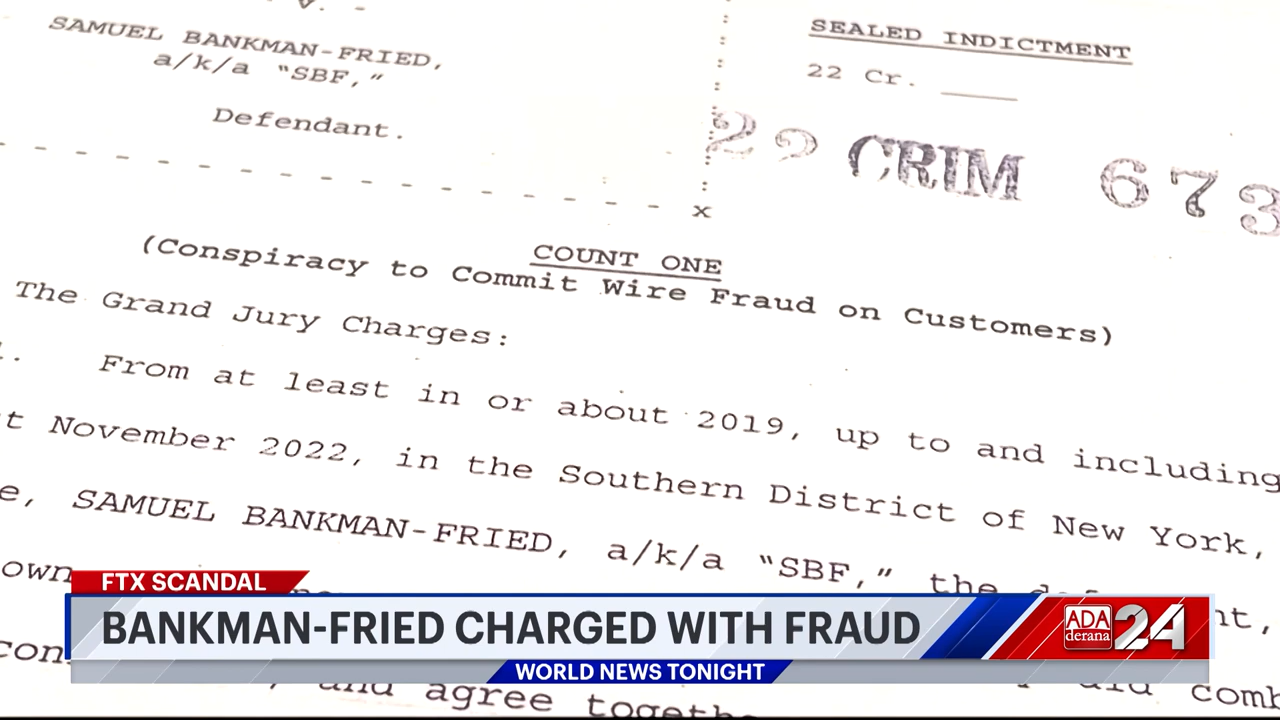 SAMUEL BANKMAN-FRIED,
a/k/a "SBF,"
Defendant.
x
SEALED INDICTMENT
22 Cr.
22 CRIM 673
COUNT ONE
(Conspiracy to Commit Wire Fraud on Customers)
The Grand Jury Charges:
From at least in or about 2019, up to and including
November 2022, in the Southern District of New York,
SAMUEL BANKMAN-FRIED, a/k/a "SBF," the
and agree
FTX SCANDAL
BANKMAN-FRIED CHARGED WITH FRAUD
ADA
derana
24
WORLD NEWS TONIGHT